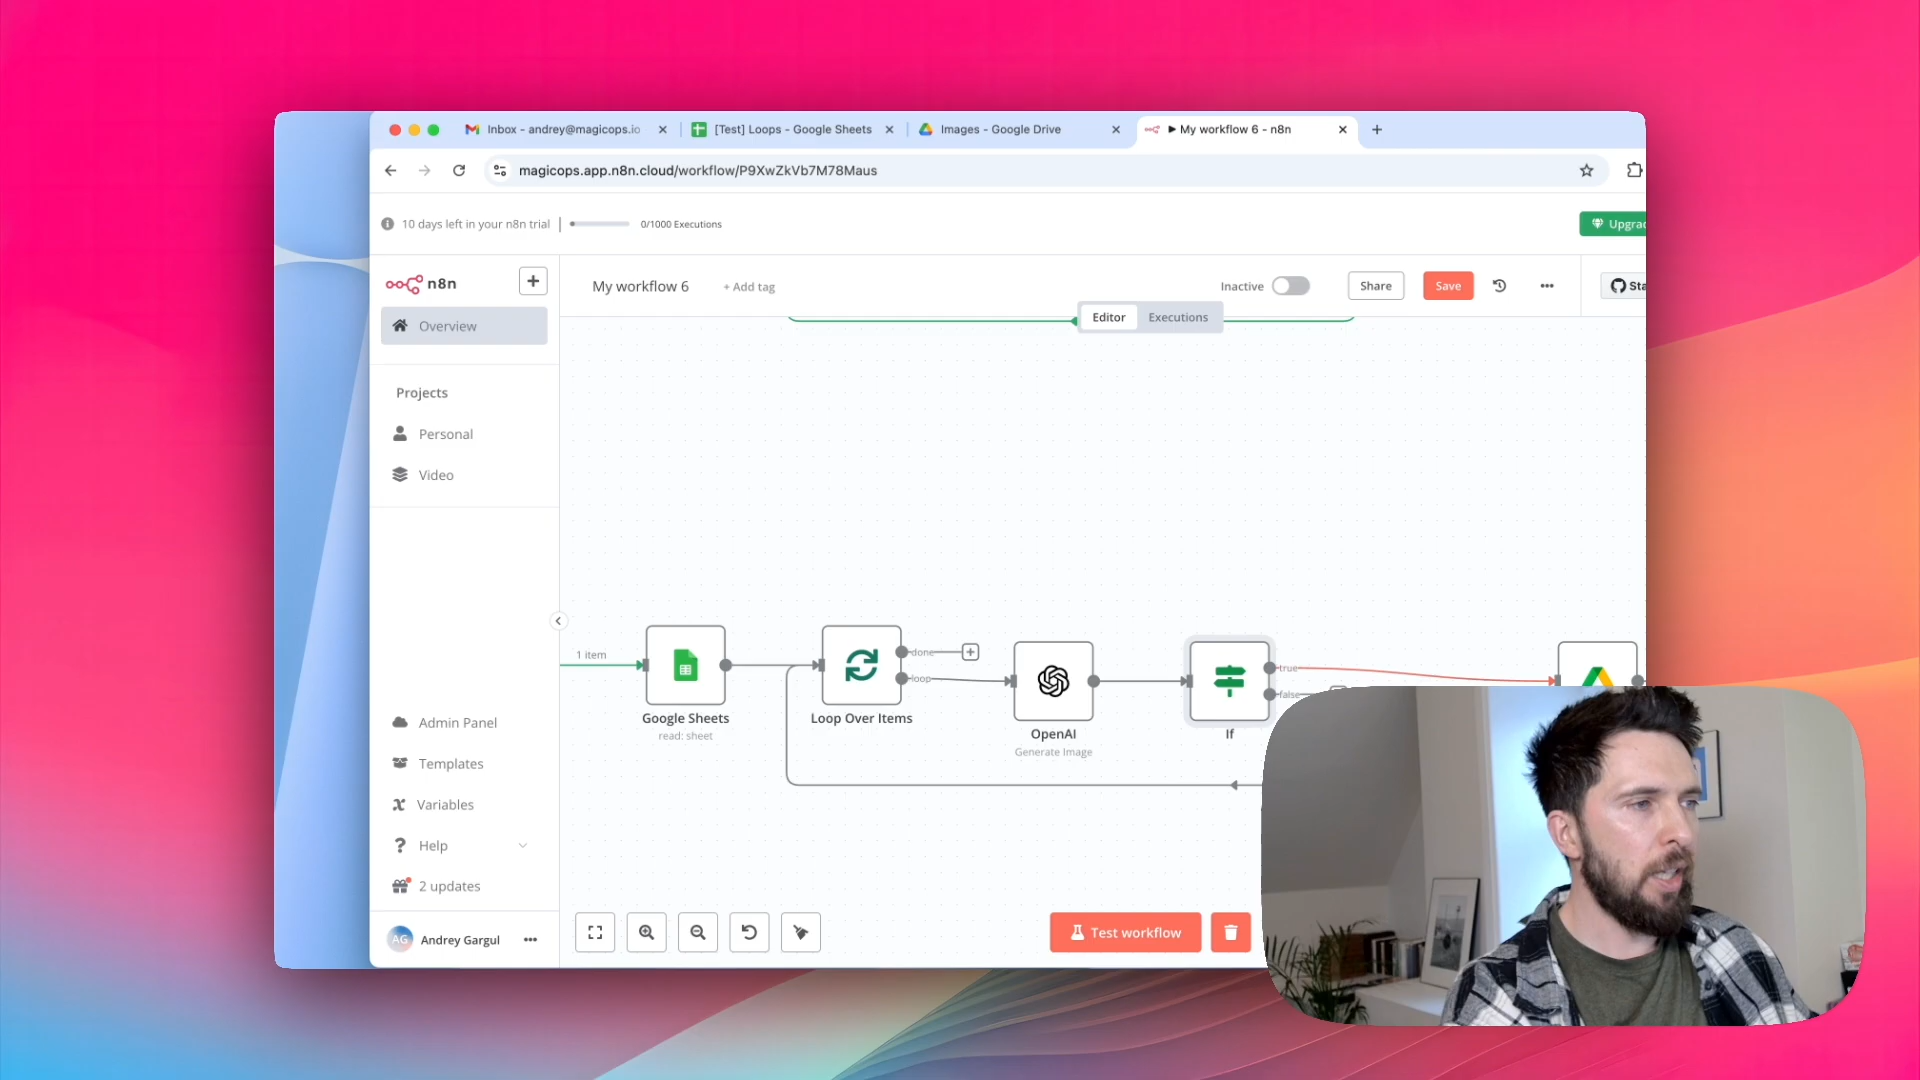 Inbox - andrey@magicops.io
[Test] Loops - Google Sheets
Images - Google Drive
My workflow 6 - n8n
magicops.app.n8n.cloud/workflow/P9XwZkVb7M78Maus
10 days left in your n8n trial
0/1000 Executions
Upgrad
n8n
My workflow 6
+ Add tag
Inactive
Share
Save
Sta
Editor
Executions
Overview
Projects
Personal
Video
1 item
done
loop
true
false
Google Sheets
read: sheet
Loop Over Items
OpenAI
Generate Image
If
Admin Panel
Templates
Variables
Help
2 updates
AG
Andrey Gargul
Test workflow